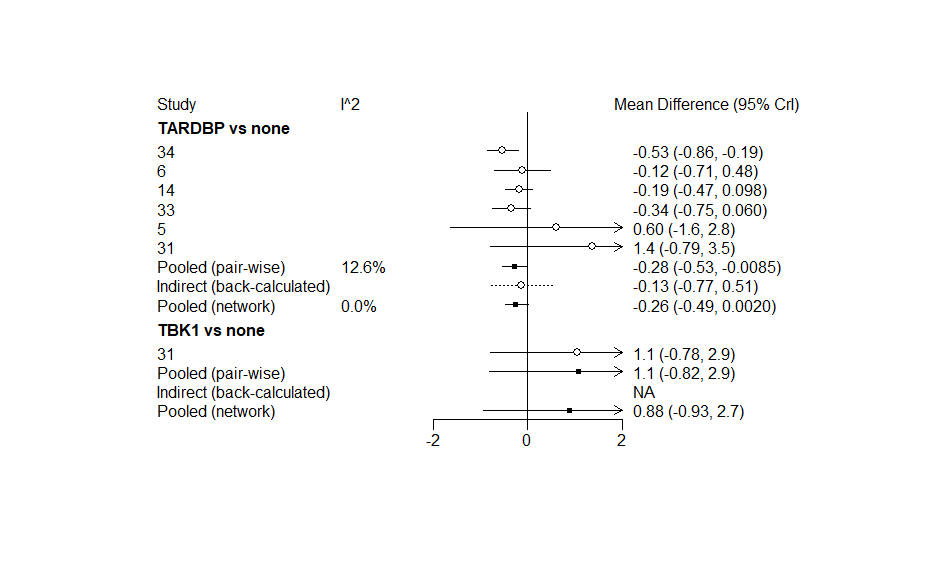 Study I^2 Mean Difference (95% CrI)
TARDBP vs none
34 -0.53 (-0.86, -0.19)
6 -0.12 (-0.71, 0.48)
14 -0.19 (-0.47, 0.098)
33 -0.34 (-0.75, 0.060)
5 0.60 (-1.6, 2.8)
31 1.4 (-0.79, 3.5)
Pooled (pair-wise) 12.6% -0.28 (-0.53, -0.0085)
Indirect (back-calculated) -0.13 (-0.77, 0.51)
Pooled (network) 0.0% -0.26 (-0.49, 0.0020)
TBK1 vs none
31 1.1 (-0.78, 2.9)
Pooled (pair-wise) 1.1 (-0.82, 2.9)
Indirect (back-calculated) NA
Pooled (network) 0.88 (-0.93, 2.7)
-2 0 2